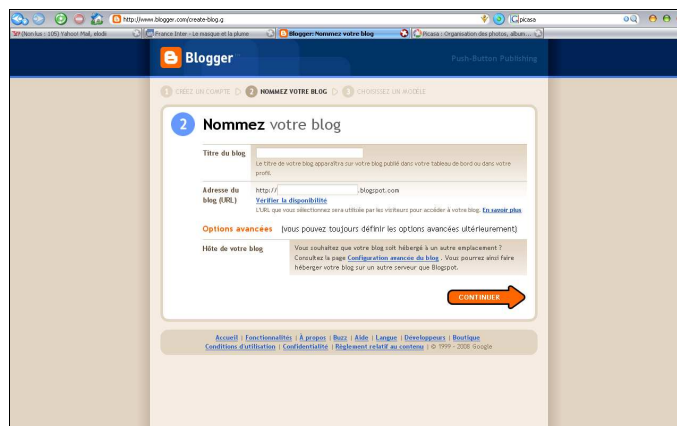 http://www.blogger.com/create-blog.g
picasa
(Non lus : 105) Yahoo! Mail, elodii
France Inter - Le masque et la plume
Blogger: Nommez votre blog
Picasa : Organisation des photos, album...
Blogger
Push-Button Publishing
1 CRÉEZ UN COMPTE 2 NOMMEZ VOTRE BLOG 3 CHOISISSEZ UN MODÈLE
2 Nommez votre blog
Titre du blog
Le titre de votre blog apparaîtra sur votre blog publié dans votre tableau de bord ou dans votre
profil.
Adresse du
blog (URL)
http:// .blogspot.com
Vérifier la disponibilité
L'URL que vous sélectionnez sera utilisée par les visiteurs pour accéder à votre blog. En savoir plus
Options avancées (vous pouvez toujours définir les options avancées ultérieurement)
Hôte de votre blog
Vous souhaitez que votre blog soit hébergé à un autre emplacement ?
Consultez la page Configuration avancée du blog . Vous pourrez ainsi faire
héberger votre blog sur un autre serveur que Blogspot.
CONTINUER
Accueil | Fonctionnalités | À propos | Buzz | Aide | Langue | Développeurs | Boutique
Conditions d'utilisation | Confidentialité | Règlement relatif au contenu | © 1999 - 2008 Google